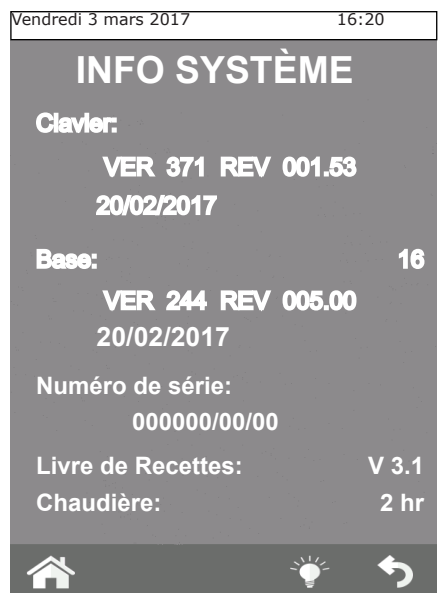 Vendredi 3 mars 2017 16:20
INFO SYSTÈME
Clavier:
VER 371 REV 001.53
20/02/2017
Base: 16
VER 244 REV 005.00
20/02/2017
Numéro de série:
000000/00/00
Livre de Recettes: V 3.1
Chaudière: 2 hr